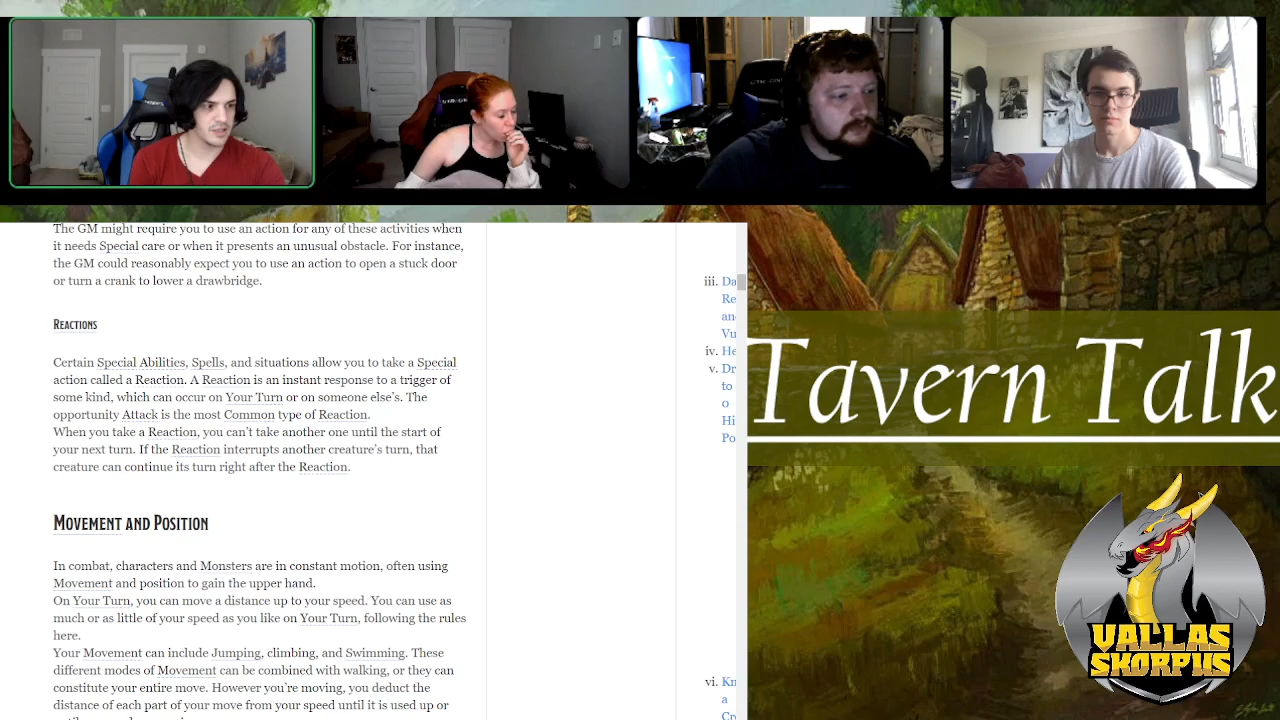 The GM might require you to use an action for any of these activities when
it needs Special care or when it presents an unusual obstacle. For instance,
the GM could reasonably expect you to use an action to open a stuck door
or turn a crank to lower a drawbridge.
Reactions
Certain Special Abilities, Spells, and situations allow you to take a Special
action called a Reaction. A Reaction is an instant response to a trigger of
some kind, which can occur on Your Turn or on someone else's. The
opportunity Attack is the most Common type of Reaction.
When you take a Reaction, you can't take another one until the start of
your next turn. If the Reaction interrupts another creature's turn, that
creature can continue its turn right after the Reaction.
Movement and Position
In combat, characters and Monsters are in constant motion, often using
Movement and position to gain the upper hand.
On Your Turn, you can move a distance up to your speed. You can use as
much or as little of your speed as you like on Your Turn, following the rules
here.
Your Movement can include Jumping, climbing, and Swimming. These
different modes of Movement can be combined with walking, or they can
constitute your entire move. However you're moving, you deduct the
distance of each part of your move from your speed until it is used up or
iii. Da
Re
an
Vu
iv. He
v. Dr
to
0
Hi
Po
vi. Kn
a
Cr
Tavern Talk
VALLAS
SKORPUS